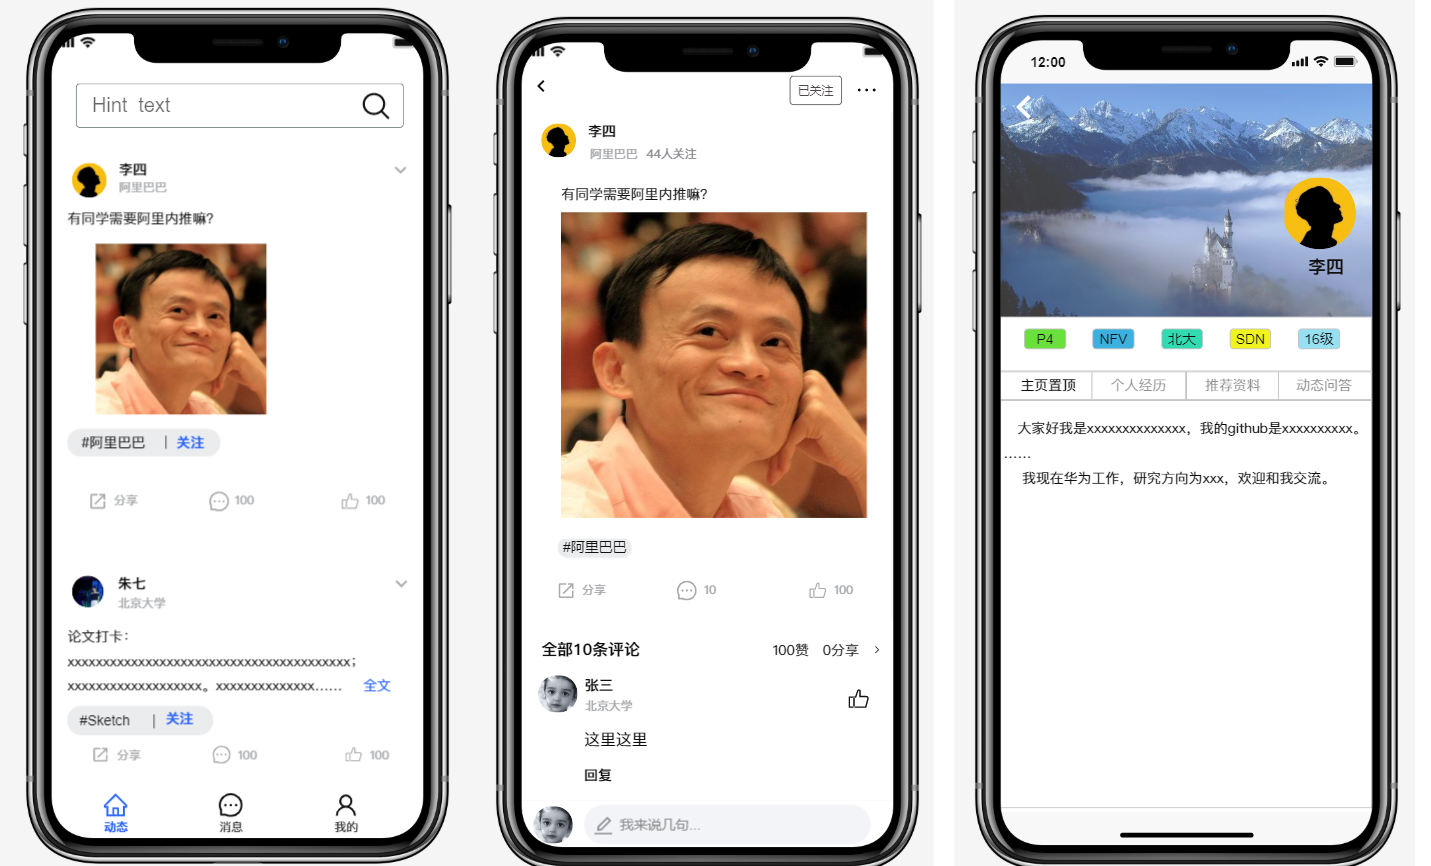 Hint text
李四
阿里巴巴
有同学需要阿里内推嘛?
#阿里巴巴 | 关注
分享 100 100
朱七
北京大学
论文打卡：
xxxxxxxxxxxxxxxxxxxxxxxxxxxxxxxxxxxxxxxx；
xxxxxxxxxxxxxxxxxxx。xxxxxxxxxxxxxx…… 全文
#Sketch | 关注
分享 100 100
动态 消息 我的
已关注
李四
阿里巴巴 44人关注
有同学需要阿里内推嘛?
#阿里巴巴
分享 10 100
全部10条评论 100赞 0分享
张三
北京大学
这里这里
回复
我来说几句...
12:00
李四
P4 NFV 北大 SDN 16级
主页置顶 个人经历 推荐资料 动态问答
大家好我是xxxxxxxxxxxxxx，我的github是xxxxxxxxxx。
……
我现在华为工作，研究方向为xxx，欢迎和我交流。